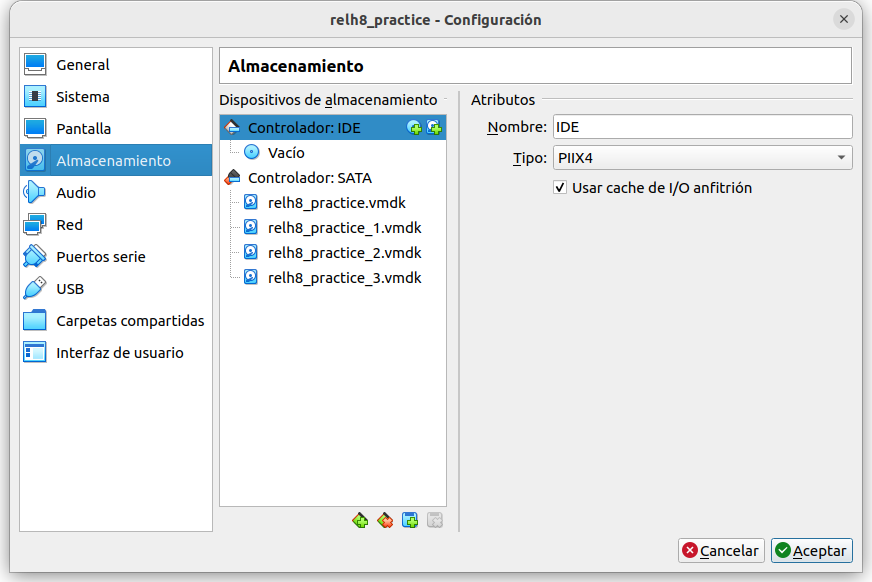 relh8_practice - Configuración
General
Sistema
Pantalla
Almacenamiento
Audio
Red
Puertos serie
USB
Carpetas compartidas
Interfaz de usuario
Almacenamiento
Dispositivos de almacenamiento
Controlador: IDE
Vacío
Controlador: SATA
relh8_practice.vmdk
relh8_practice_1.vmdk
relh8_practice_2.vmdk
relh8_practice_3.vmdk
Atributos
Nombre: IDE
Tipo: PIIX4
Usar cache de I/O anfitrión
Cancelar
Aceptar